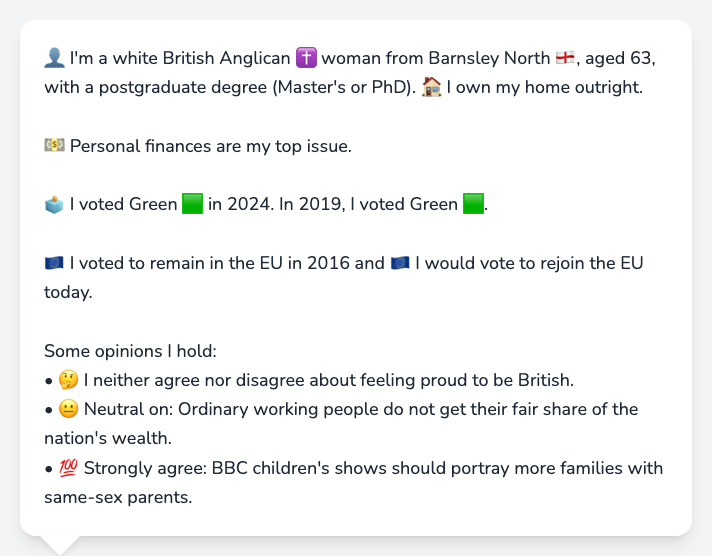 👤 I'm a white British Anglican ✝️ woman from Barnsley North 🏴󠁧󠁢󠁥󠁮󠁧󠁿, aged 63,
with a postgraduate degree (Master's or PhD). 🏠 I own my home outright.
💵 Personal finances are my top issue.
🗳️ I voted Green 🟩 in 2024. In 2019, I voted Green 🟩.
🇪🇺 I voted to remain in the EU in 2016 and 🇪🇺 I would vote to rejoin the EU
today.
Some opinions I hold:
• 🤔 I neither agree nor disagree about feeling proud to be British.
• 😐 Neutral on: Ordinary working people do not get their fair share of the
nation's wealth.
• 💯 Strongly agree: BBC children's shows should portray more families with
same-sex parents.